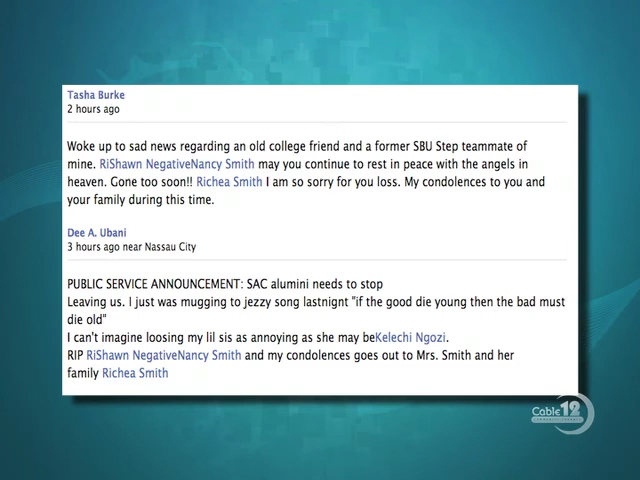 Tasha Burke
2 hours ago
Woke up to sad news regarding an old college friend and a former SBU Step teammate of
mine. RiShawn NegativeNancy Smith may you continue to rest in peace with the angels in
heaven. Gone too soon!! Richea Smith I am so sorry for you loss. My condolences to you and
your family during this time.
Dee A. Ubani
3 hours ago near Nassau City
PUBLIC SERVICE ANNOUNCEMENT: SAC alumini needs to stop
Leaving us. I just was mugging to jezzy song lastnignt "if the good die young then the bad must
die old"
I can't imagine loosing my lil sis as annoying as she may beKelechi Ngozi.
RIP RiShawn NegativeNancy Smith and my condolences goes out to Mrs. Smith and her
family Richea Smith
Cable 12